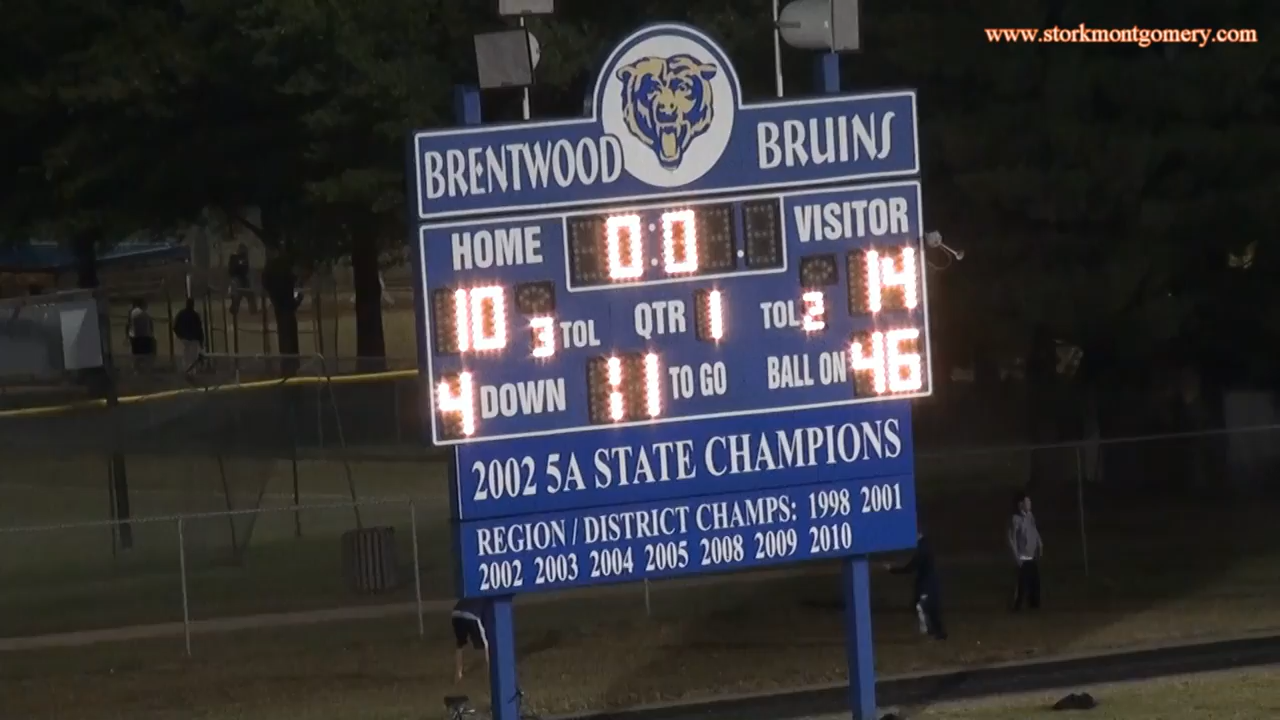 www.storkmontgomery.com
BRENTWOOD BRUINS
HOME 0:0 VISITOR
10 3 TOL QTR 1 TOL 2 14
4 DOWN 11 TO GO BALL ON 46
2002 5A STATE CHAMPIONS
REGION / DISTRICT CHAMPS: 1998 2001
2002 2003 2004 2005 2008 2009 2010